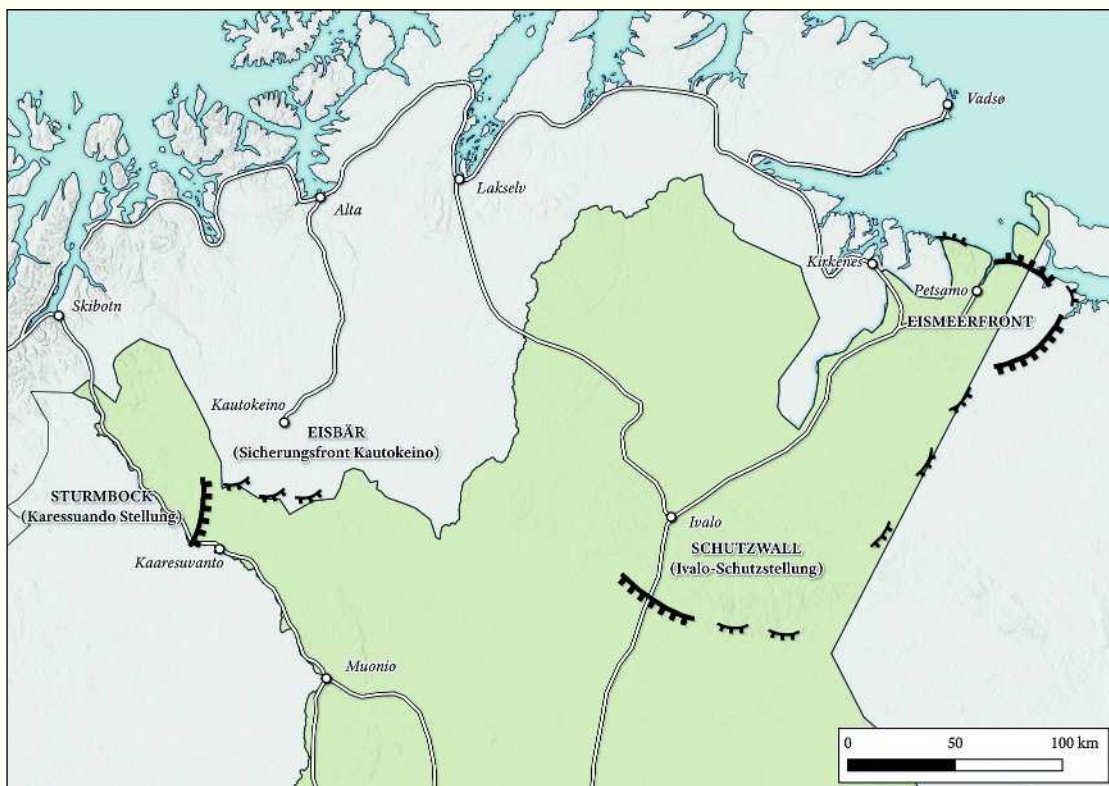 Vadsø
Lakselv
Alta
Kirkenes
Petsamo
EISMEERFRONT
Skibotn
Kautokeino
EISBÄR
(Sicherungsfront Kautokeino)
STURMBOCK
(Karessuando Stellung)
Kaaresuvanto
Ivalo
SCHUTZWALL
(Ivalo-Schutzstellung)
Muonio
0 50 100 km